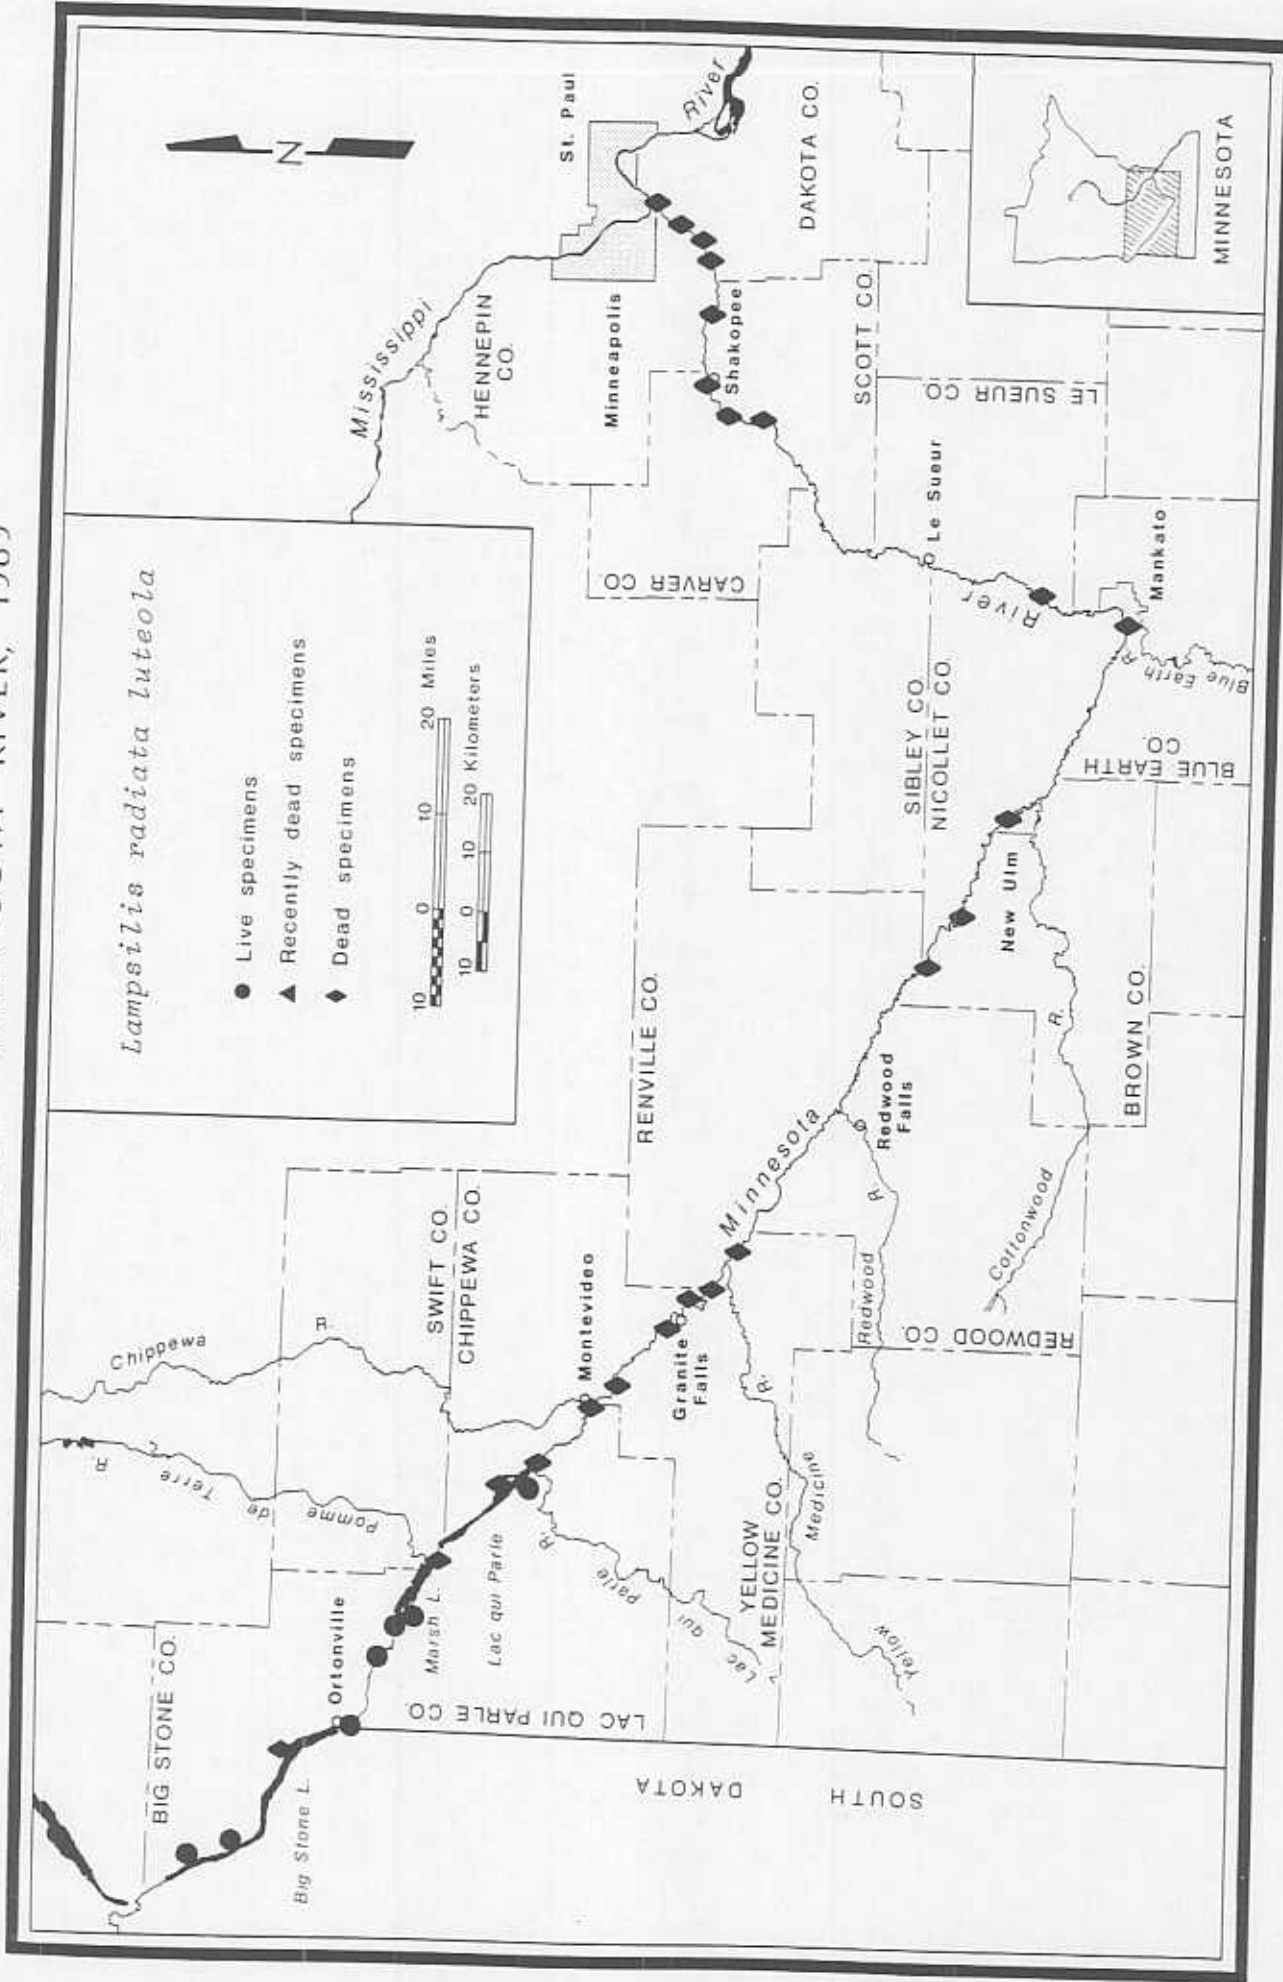 RIVER, 1989
Lampsilis radiata luteola
Live specimens
Recently dead specimens
Dead specimens
10 0 10 20 Miles
10 0 10 20 Kilometers
N
Mississippi
River
St. Paul
HENNEPIN
CO.
Minneapolis
Shakopee
DAKOTA CO.
SCOTT CO.
LE SUEUR CO.
Le Sueur
CARVER CO.
River
Mankato
Blue Earth R.
SIBLEY CO.
NICOLLET CO.
BLUE EARTH
CO.
New Ulm
BROWN CO.
RENVILLE CO.
Redwood
Falls
Minnesota
Redwood R.
Cottonwood R.
REDWOOD CO.
SWIFT CO.
CHIPPEWA CO.
Chippewa R.
Montevideo
Granite
Falls
Pomme de Terre R.
Lac qui Parle
Marsh L.
Lac qui Parle R.
YELLOW
MEDICINE CO.
Yellow Medicine R.
Ortonville
BIG STONE CO.
Big Stone L.
LAC QUI PARLE CO.
SOUTH DAKOTA
MINNESOTA